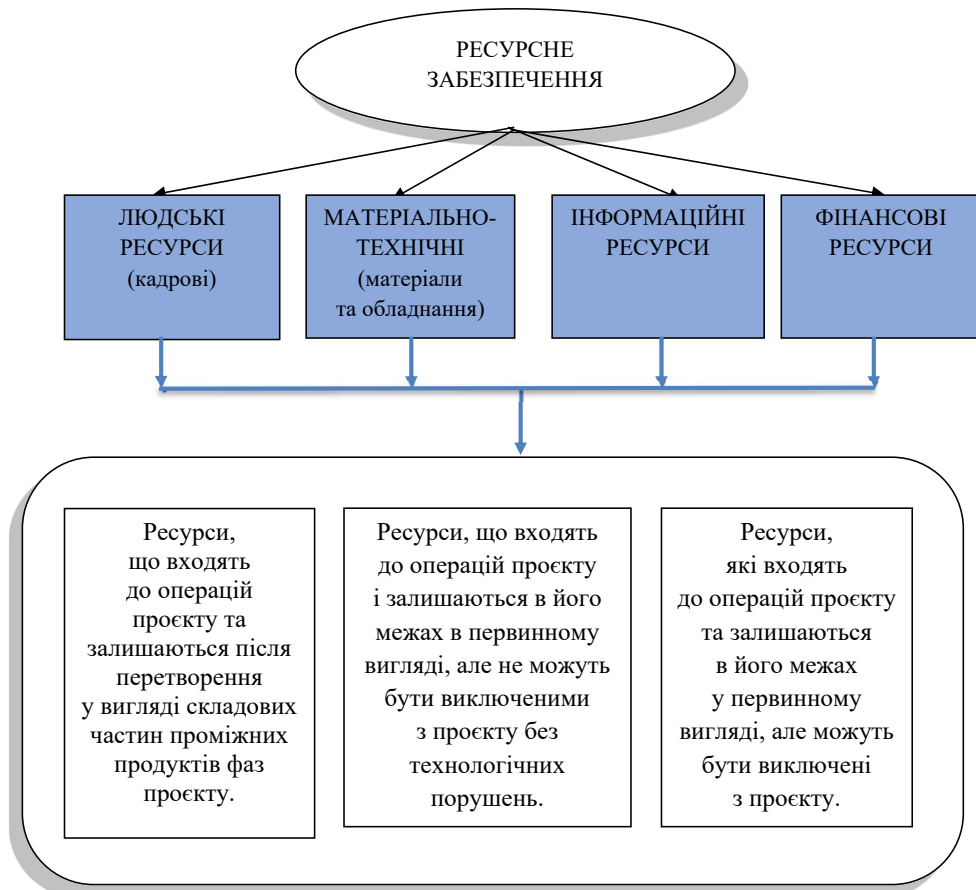 РЕСУРСНЕ
ЗАБЕЗПЕЧЕННЯ
ЛЮДСЬКІ
РЕСУРСИ
(кадрові)
МАТЕРІАЛЬНО-
ТЕХНІЧНІ
(матеріали
та обладнання)
ІНФОРМАЦІЙНІ
РЕСУРСИ
ФІНАНСОВІ
РЕСУРСИ
Ресурси,
що входять
до операцій
проєкту та
залишаються після
перетворення
у вигляді складових
частин проміжних
продуктів фаз
проєкту.
Ресурси, що входять
до операцій проєкту
і залишаються в його
межах в первинному
вигляді, але не можуть
бути виключеними
з проєкту без
технологічних
порушень.
Ресурси,
які входять
до операцій проєкту
та залишаються
в його межах
у первинному
вигляді, але можуть
бути виключені
з проєкту.